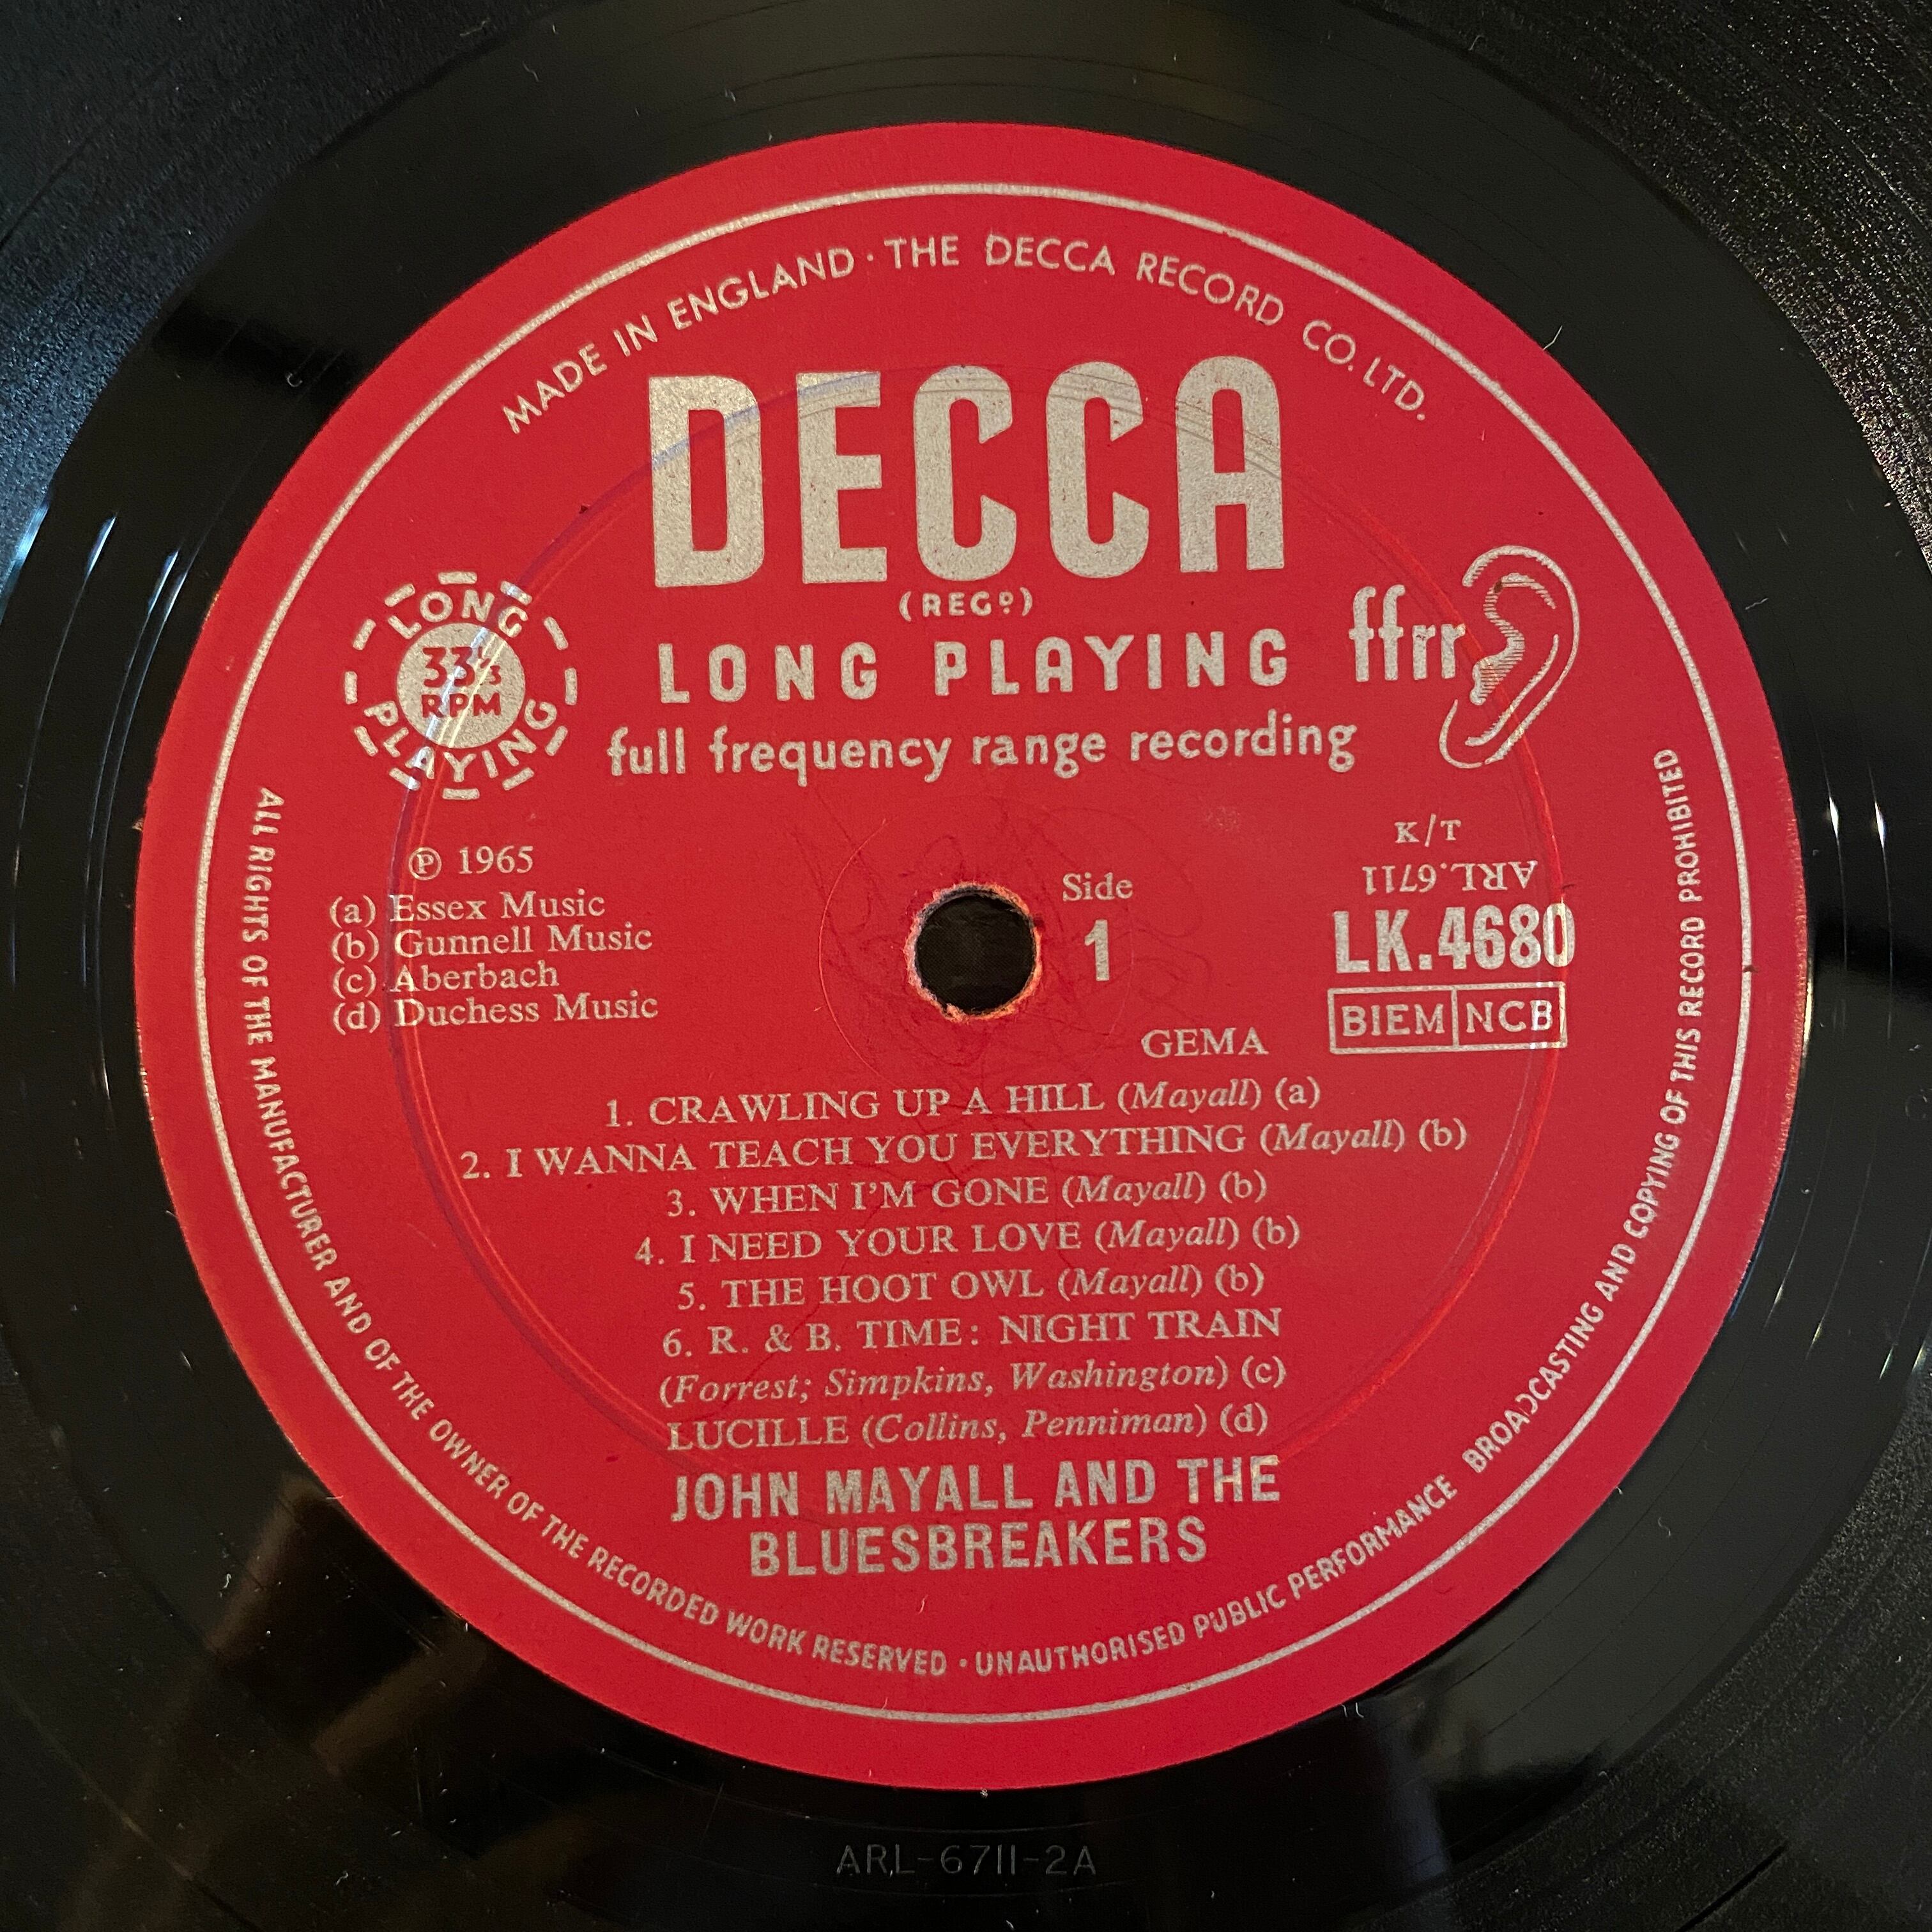 MADE IN ENGLAND · THE DECCA RECORD CO. LTD.
DECCA
(REGD)
LONG PLAYING
33⅓
RPM
LONG PLAYING
ffrr
full frequency range recording
K/T
ARL.6711
LK.4680
BIEM NCB
Ⓟ 1965
(a) Essex Music
(b) Gunnell Music
(c) Aberbach
(d) Duchess Music
Side
1
GEMA
1. CRAWLING UP A HILL (Mayall) (a)
2. I WANNA TEACH YOU EVERYTHING (Mayall) (b)
3. WHEN I'M GONE (Mayall) (b)
4. I NEED YOUR LOVE (Mayall) (b)
5. THE HOOT OWL (Mayall) (b)
6. R. & B. TIME: NIGHT TRAIN
(Forrest; Simpkins, Washington) (c)
LUCILLE (Collins, Penniman) (d)
JOHN MAYALL AND THE
BLUESBREAKERS
ALL RIGHTS OF THE MANUFACTURER AND OF THE OWNER OF THE RECORDED WORK RESERVED · UNAUTHORISED PUBLIC PERFORMANCE BROADCASTING AND COPYING OF THIS RECORD PROHIBITED
ARL-6711-2A